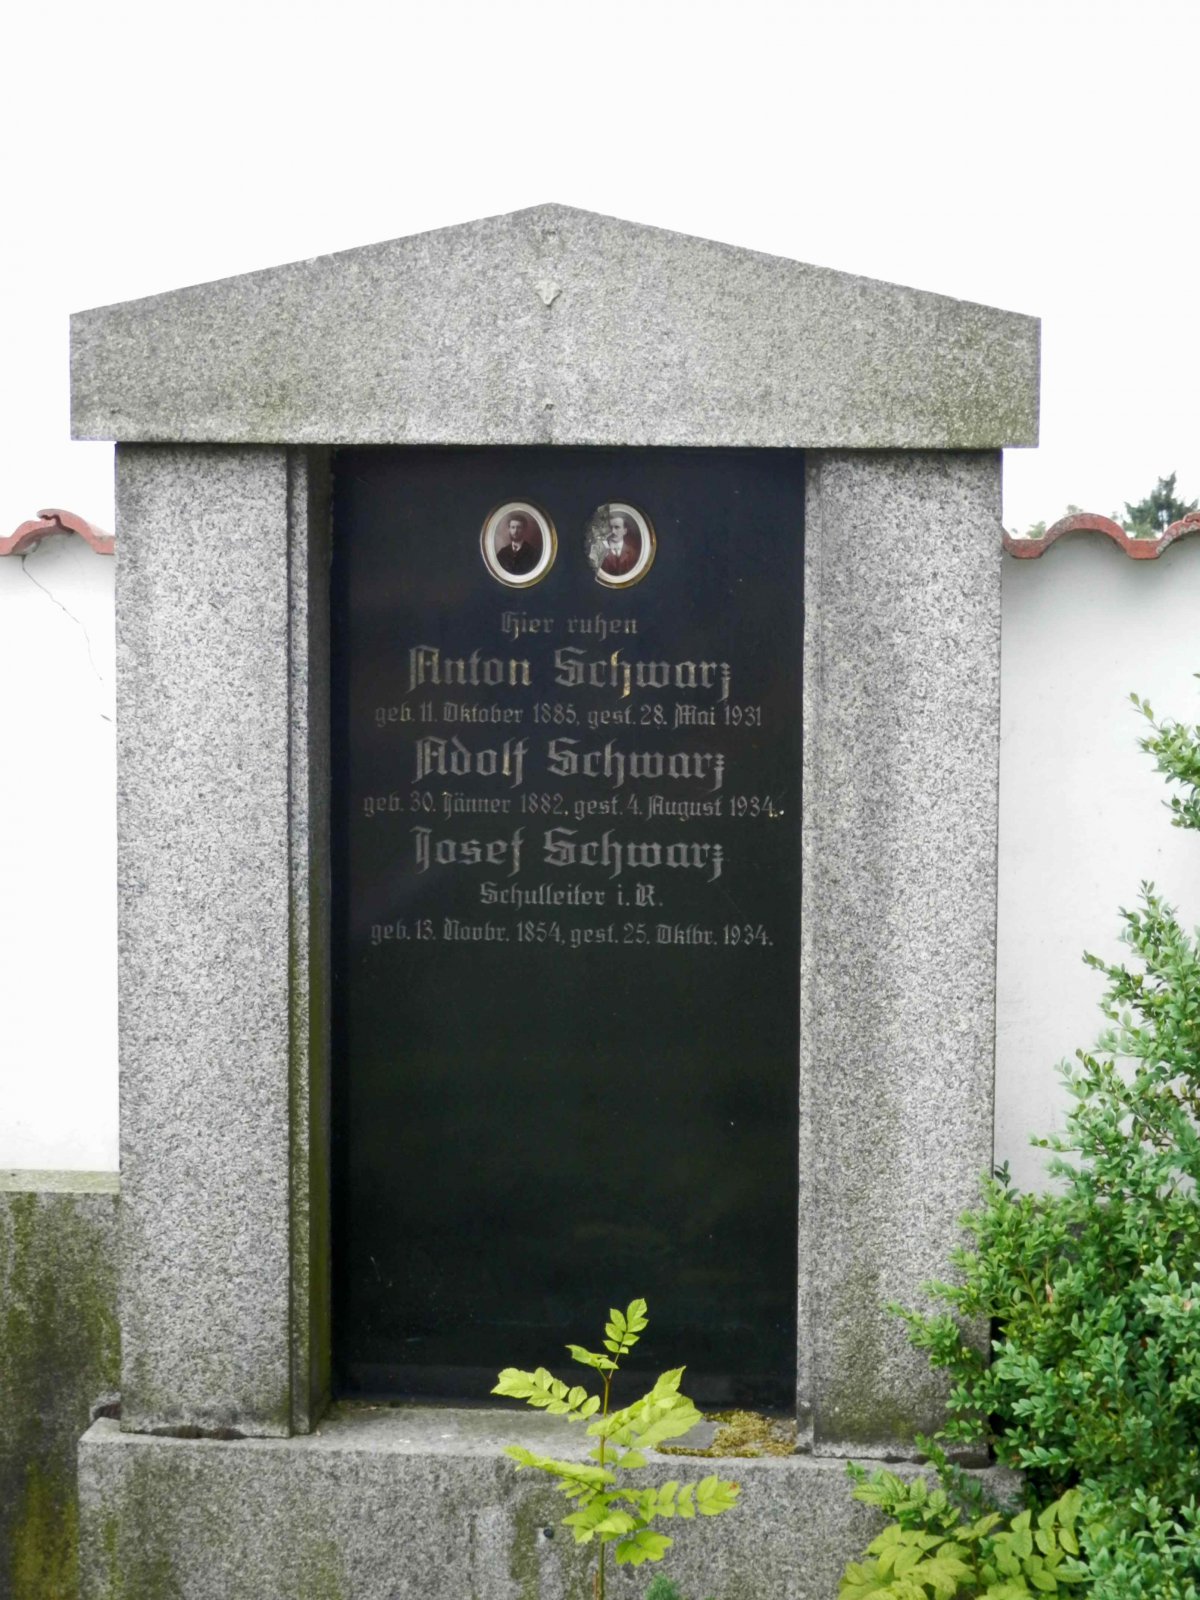 Hier ruhen
Anton Schwarz
geb. 11. Oktober 1885, gest. 28. Mai 1931
Adolf Schwarz
geb. 30. Jänner 1882, gest. 4. August 1934.
Josef Schwarz
Schulleiter i. R.
geb. 13. Novbr. 1854, gest. 25. Oktbr. 1934.